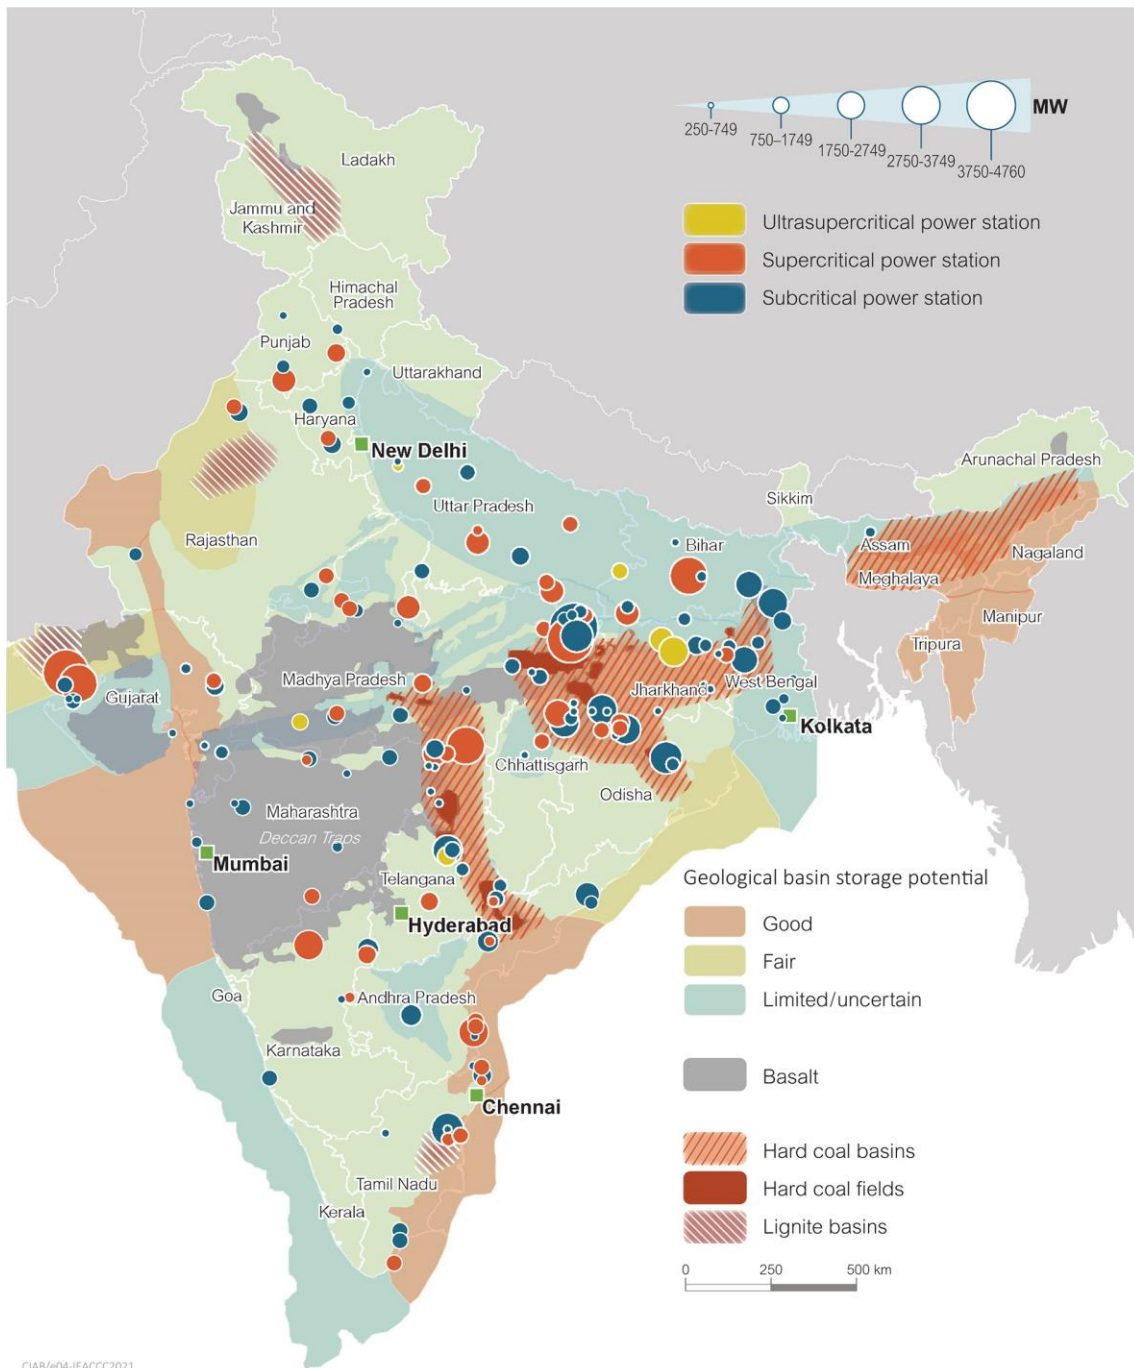 MW
250-749
750–1749
1750-2749
2750-3749
3750-4760
Ultrasupercritical power station
Supercritical power station
Subcritical power station
Ladakh
Jammu and
Kashmir
Himachal
Pradesh
Punjab
Uttarakhand
Haryana
New Delhi
Arunachal Pradesh
Sikkim
Uttar Pradesh
Rajasthan
Bihar
Assam
Nagaland
Meghalaya
Manipur
Tripura
Gujarat
Madhya Pradesh
Jharkhand
West Bengal
Kolkata
Chhattisgarh
Odisha
Maharashtra
Deccan Traps
Mumbai
Telangana
Hyderabad
Goa
Andhra Pradesh
Karnataka
Chennai
Tamil Nadu
Kerala
Geological basin storage potential
Good
Fair
Limited/uncertain
Basalt
Hard coal basins
Hard coal fields
Lignite basins
0
250
500 km
CIAB/e04-IEACCC2021